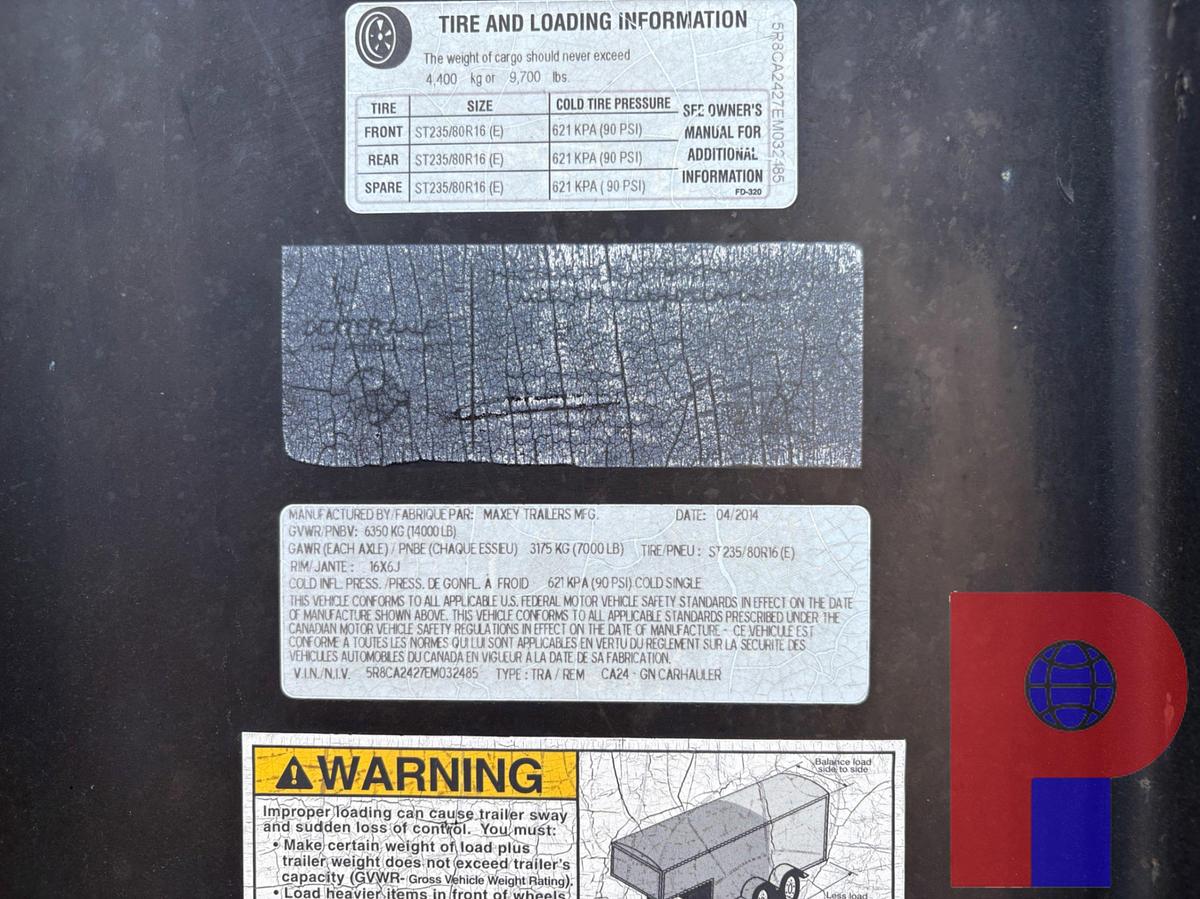 TIRE AND LOADING INFORMATION
The weight of cargo should never exceed
4,400 kg or 9,700 lbs.
TIRE SIZE COLD TIRE PRESSURE
FRONT ST235/80R16 (E) 621 KPA (90 PSI)
REAR ST235/80R16 (E) 621 KPA (90 PSI)
SPARE ST235/80R16 (E) 621 KPA ( 90 PSI)
SEE OWNER'S
MANUAL FOR
ADDITIONAL
INFORMATION
FD-320
5R8CA2427EM032485
DEXTER AXLE
MANUFACTURED BY/FABRIQUE PAR: MAXEY TRAILERS MFG. DATE: 04/2014
GVWR/PNBV: 6350 KG (14000 LB)
GAWR (EACH AXLE) / PNBE (CHAQUE ESSIEU) 3175 KG (7000 LB) TIRE/PNEU : ST235/80R16 (E)
RIM/JANTE : 16X6J
COLD INFL. PRESS. /PRESS. DE GONFL. À FROID 621 KPA (90 PSI) COLD SINGLE
THIS VEHICLE CONFORMS TO ALL APPLICABLE U.S. FEDERAL MOTOR VEHICLE SAFETY STANDARDS IN EFFECT ON THE DATE
OF MANUFACTURE SHOWN ABOVE. THIS VEHICLE CONFORMS TO ALL APPLICABLE STANDARDS PRESCRIBED UNDER THE
CANADIAN MOTOR VEHICLE SAFETY REGULATIONS IN EFFECT ON THE DATE OF MANUFACTURE - CE VEHICULE EST
CONFORME A TOUTES LES NORMES QUI LUI SONT APPLICABLES EN VERTU DU REGLEMENT SUR LA SECURITE DES
VEHICULES AUTOMOBILES DU CANADA EN VIGUEUR À LA DATE DE SA FABRICATION.
V.I.N./N.I.V. 5R8CA2427EM032485 TYPE : TRA / REM CA24 - GN CARHAULER
WARNING
Improper loading can cause trailer sway
and sudden loss of control. You must:
• Make certain weight of load plus
trailer weight does not exceed trailer's
capacity (GVWR- Gross Vehicle Weight Rating).
• Load heavier items in front of wheels
Balance load
side to side
Less load